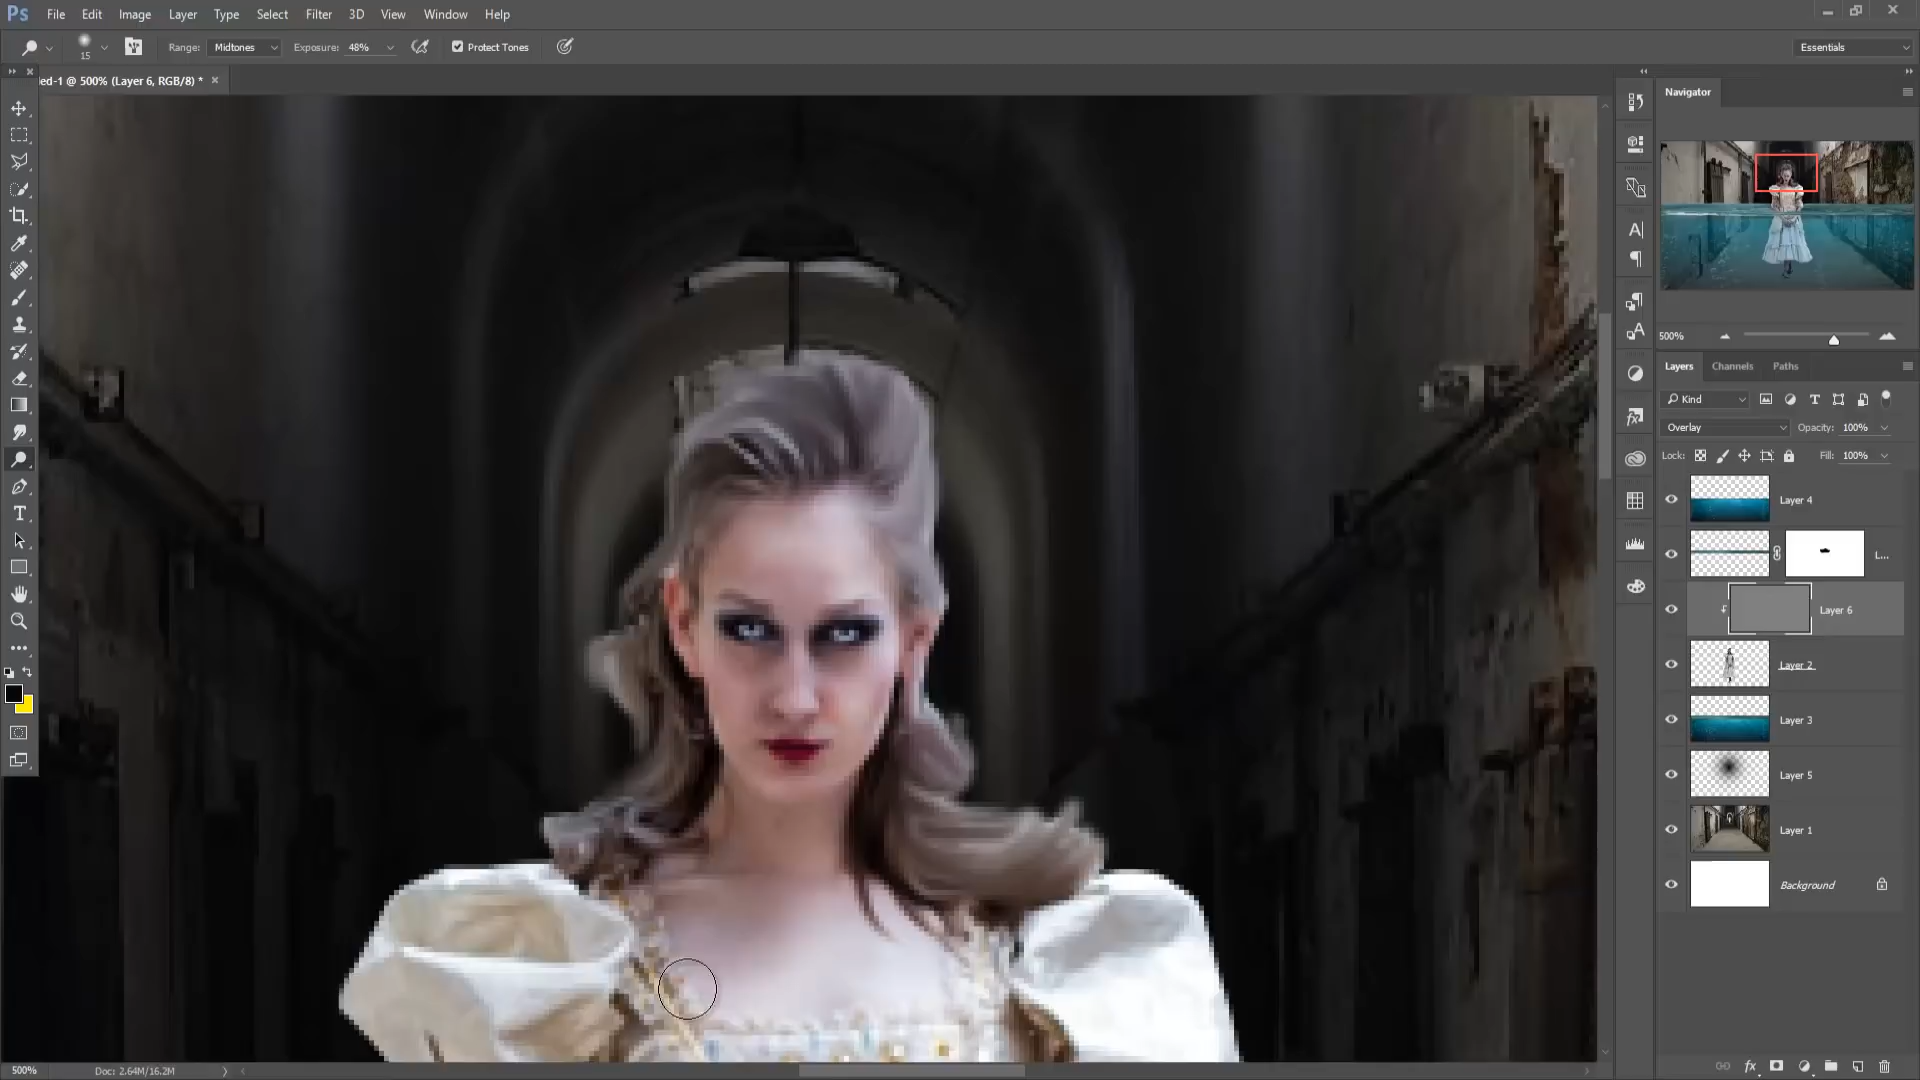 Ps File Edit Image Layer Type Select Filter 3D View Window Help
15 Range: Midtones Exposure: 48% Protect Tones Essentials
ed-1 @ 500% (Layer 6, RGB/8) * ×
Navigator
500%
Layers Channels Paths
Kind
Overlay Opacity: 100%
Lock: Fill: 100%
Layer 4
L...
Layer 6
Layer 2
Layer 3
Layer 5
Layer 1
Background
500% Doc: 2.64M/16.2M